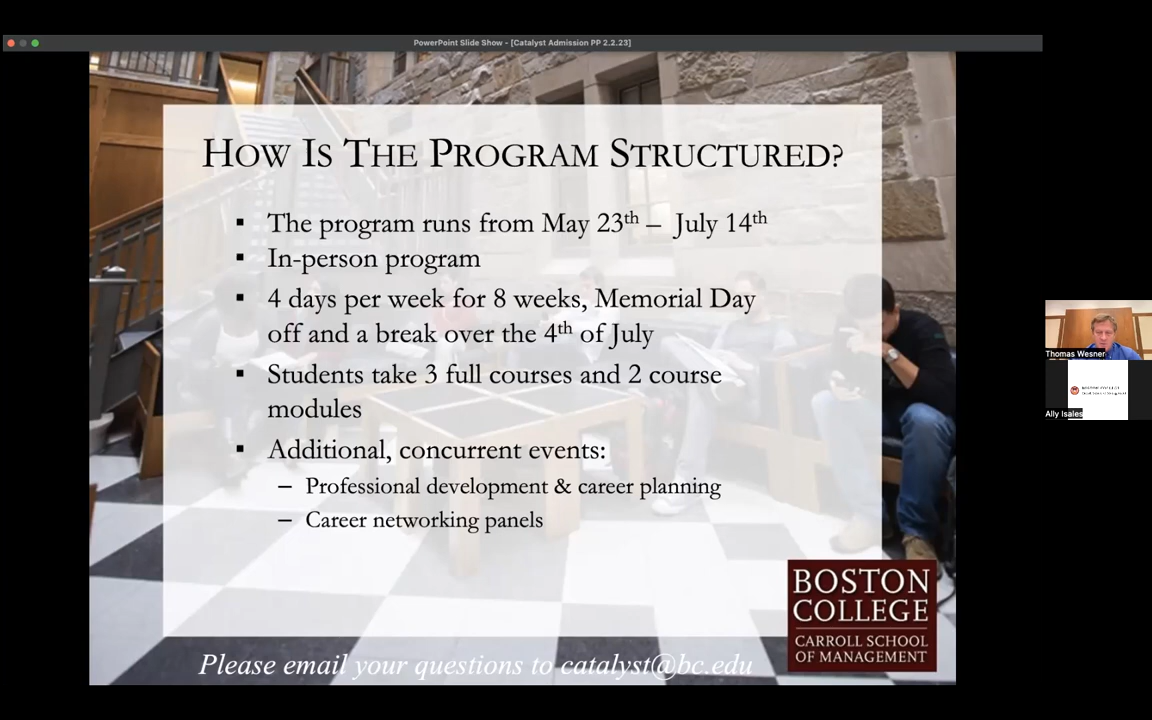 PowerPoint Slide Show - [Catalyst Admission PP 2.2.23]
How Is The Program Structured?
▪ The program runs from May 23th – July 14th
▪ In-person program
▪ 4 days per week for 8 weeks, Memorial Day
off and a break over the 4th of July
▪ Students take 3 full courses and 2 course
modules
▪ Additional, concurrent events:
– Professional development & career planning
– Career networking panels
BOSTON
COLLEGE
CARROLL SCHOOL
OF MANAGEMENT
Please email your questions to catalyst@bc.edu
Thomas Wesner
BOSTON COLLEGE
Ally Isales